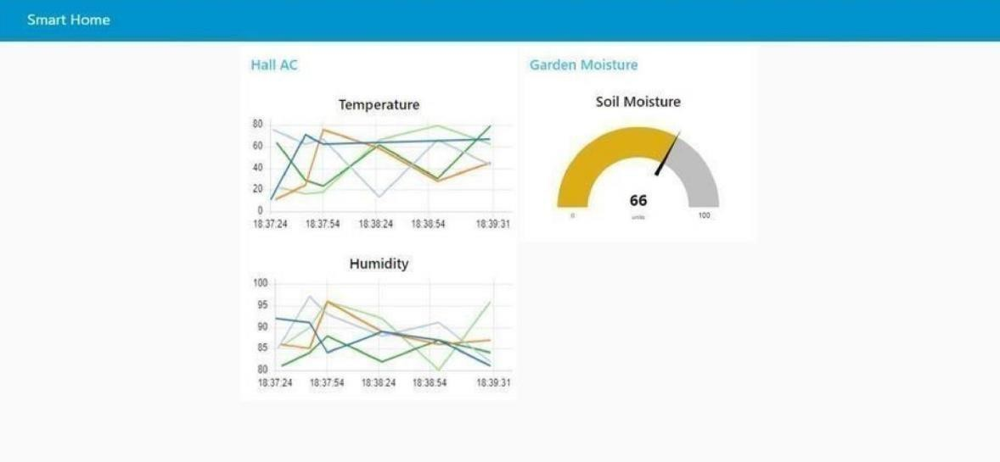 Smart Home
Hall AC
Temperature
80
60
40
20
0
18:37:24 18:37:54 18:38:24 18:38:54 18:39:31
Humidity
100
95
90
85
80
18:37:24 18:37:54 18:38:24 18:38:54 18:39:31
Garden Moisture
Soil Moisture
66
units
0 100